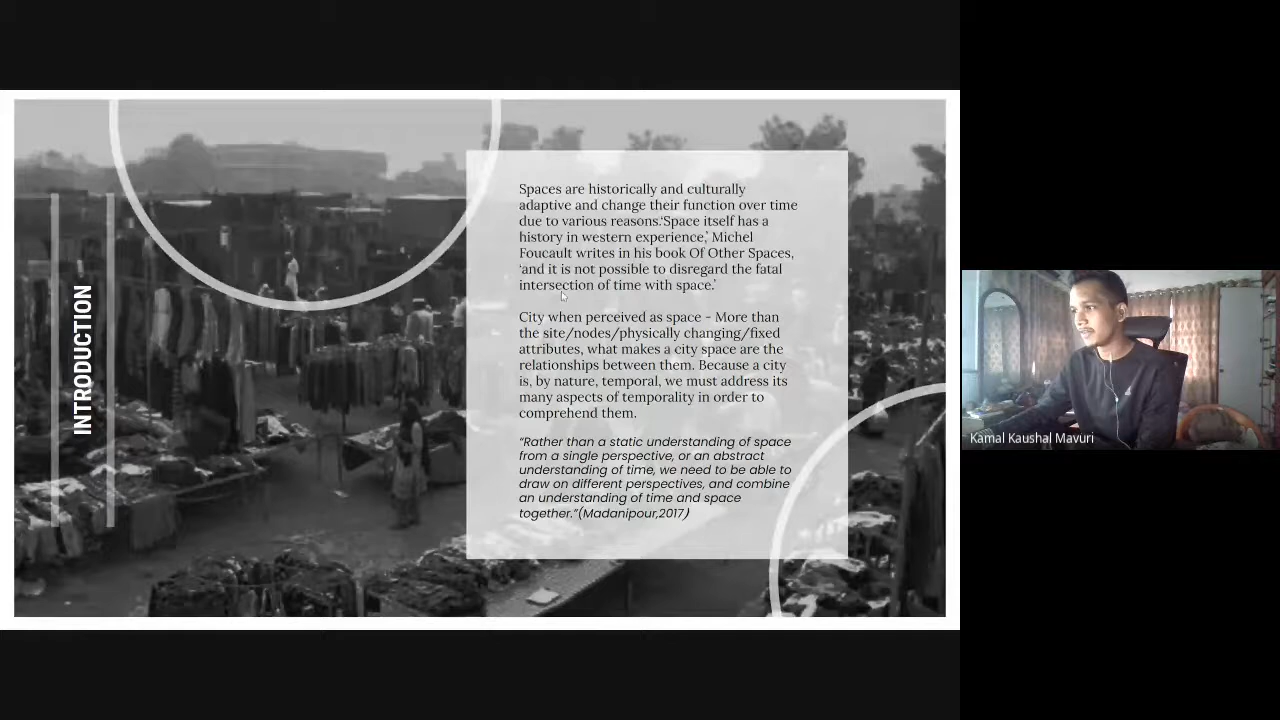 INTRODUCTION
Spaces are historically and culturally
adaptive and change their function over time
due to various reasons.‘Space itself has a
history in western experience,’ Michel
Foucault writes in his book Of Other Spaces,
‘and it is not possible to disregard the fatal
intersection of time with space.’
City when perceived as space - More than
the site/nodes/physically changing/fixed
attributes, what makes a city space are the
relationships between them. Because a city
is, by nature, temporal, we must address its
many aspects of temporality in order to
comprehend them.
“Rather than a static understanding of space
from a single perspective, or an abstract
understanding of time, we need to be able to
draw on different perspectives, and combine
an understanding of time and space
together.”(Madanipour,2017)
Kamal Kaushal Mavuri